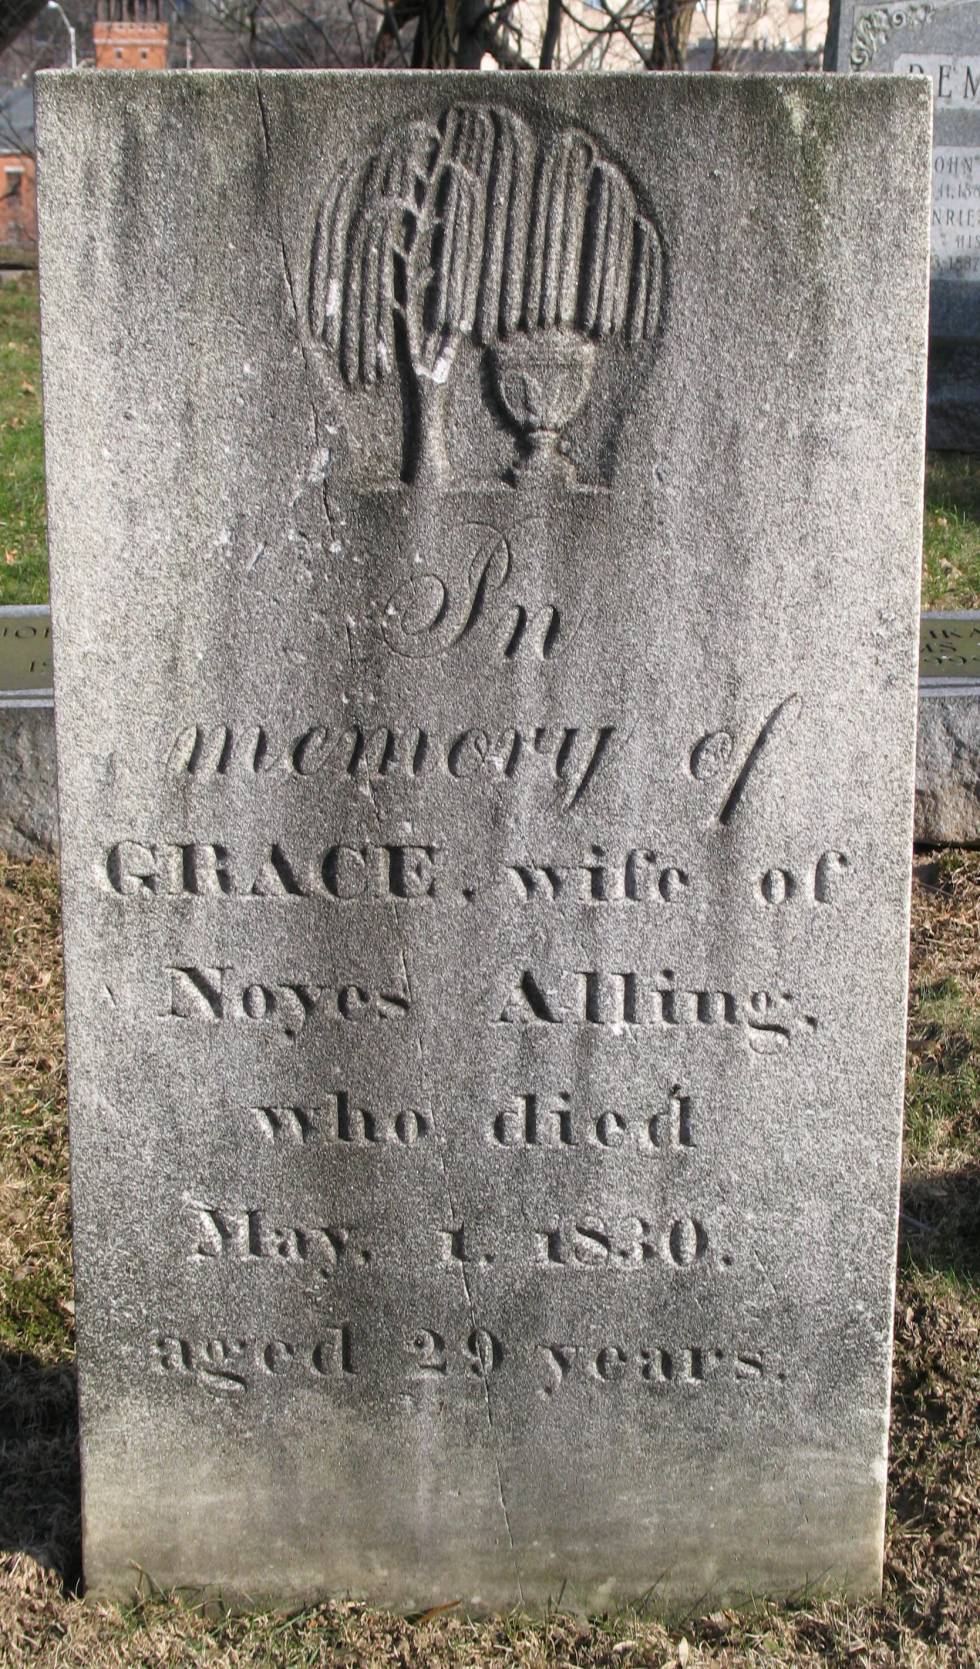 In
memory of
GRACE, wife of
Noyes Alling;
who died
May, 1. 1830.
aged 29 years.